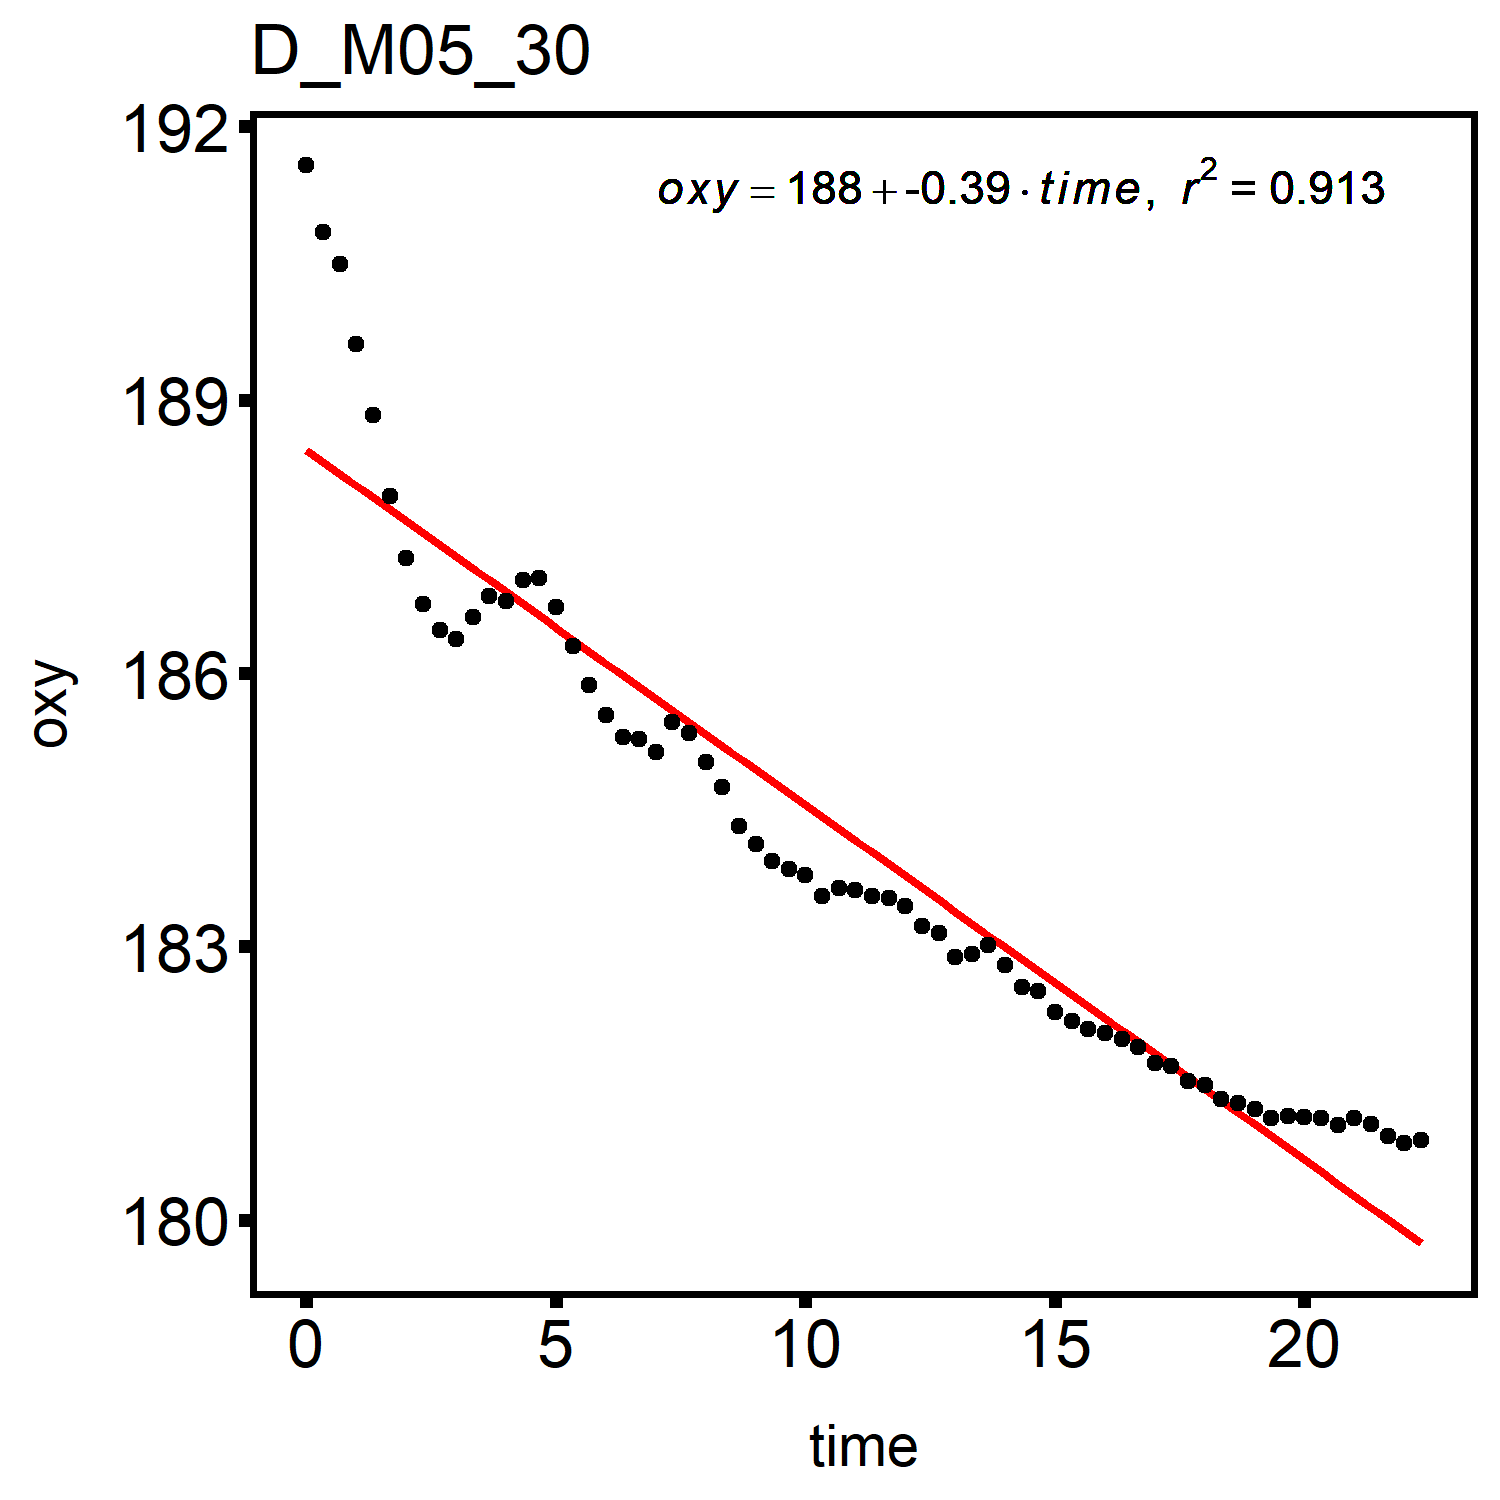 D_M05_30
192
oxy = 188 + -0.39 · time, r² = 0.913
189
186
183
180
oxy
0 5 10 15 20
time